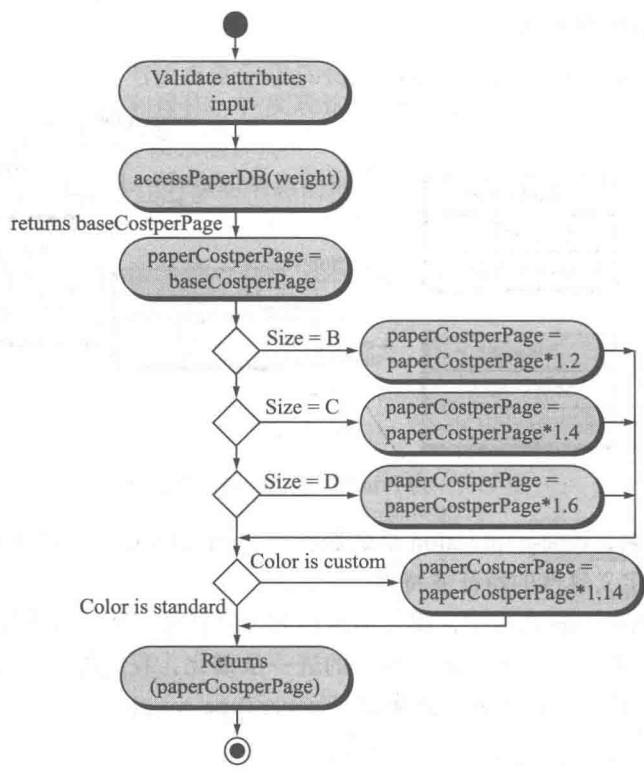 Validate attributes
input
accessPaperDB(weight)
returns baseCostperPage
paperCostperPage =
baseCostperPage
Size = B
paperCostperPage =
paperCostperPage*1.2
Size = C
paperCostperPage =
paperCostperPage*1.4
Size = D
paperCostperPage =
paperCostperPage*1.6
Color is custom
paperCostperPage =
paperCostperPage*1.14
Color is standard
Returns
(paperCostperPage)